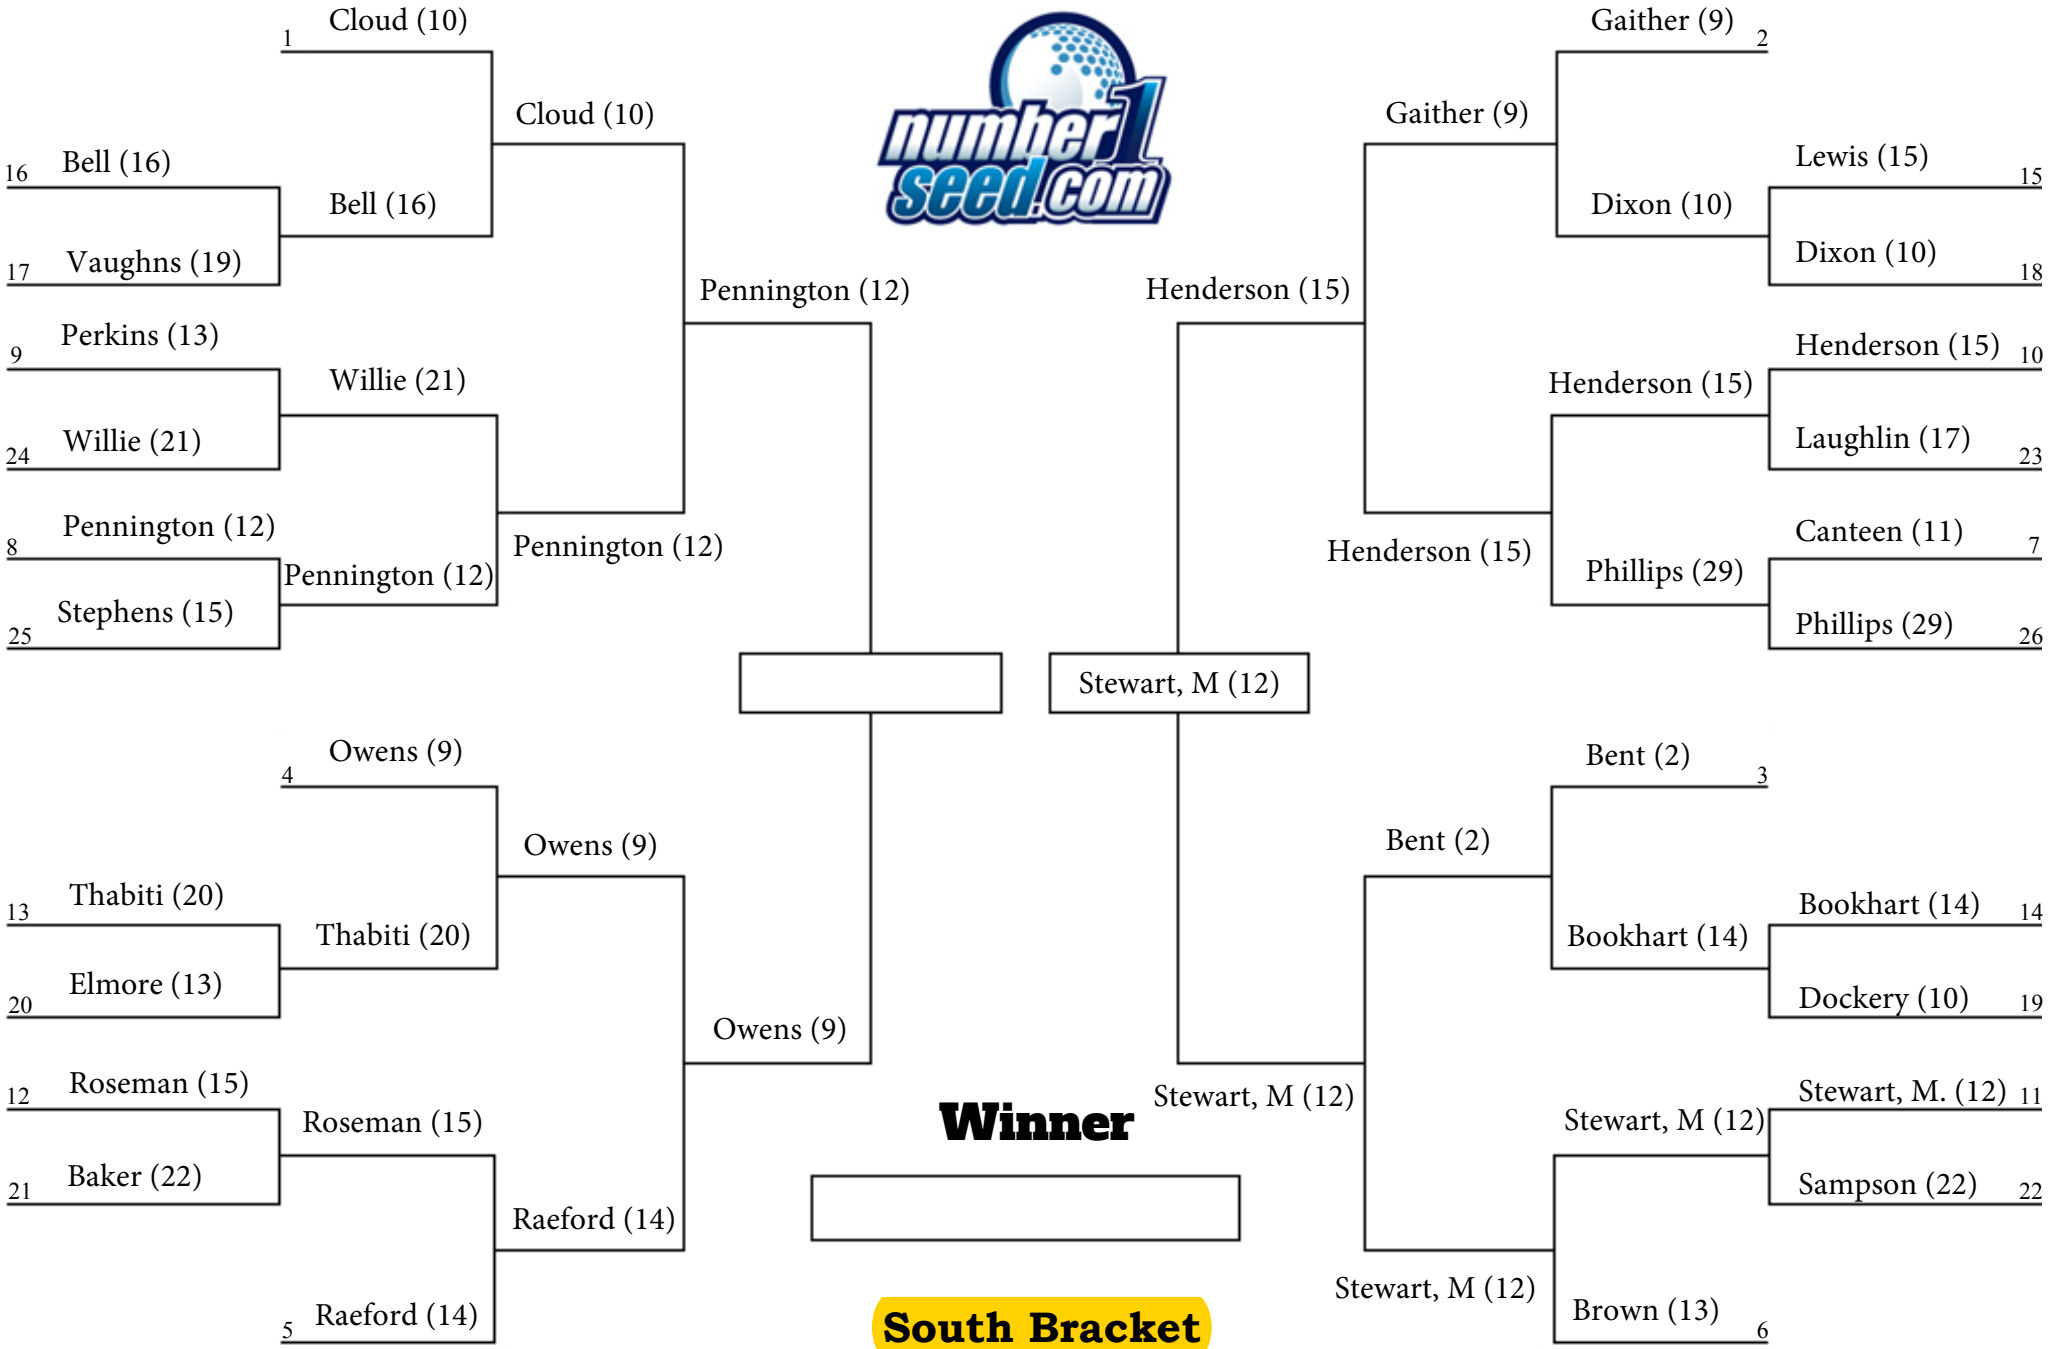 Cloud (10)
1
Cloud (10)
16 Bell (16)
Bell (16)
17 Vaughns (19)
Pennington (12)
9 Perkins (13)
Willie (21)
24 Willie (21)
8 Pennington (12)
Pennington (12)
Pennington (12)
25 Stephens (15)
number1
seed.com
Gaither (9) 2
Gaither (9)
Lewis (15) 15
Dixon (10)
Dixon (10) 18
Henderson (15)
Henderson (15) 10
Henderson (15)
Laughlin (17) 23
Canteen (11) 7
Henderson (15)
Phillips (29)
Phillips (29) 26
Stewart, M (12)
Owens (9)
4
Owens (9)
13 Thabiti (20)
Thabiti (20)
20 Elmore (13)
Owens (9)
12 Roseman (15)
Roseman (15)
21 Baker (22)
Raeford (14)
5 Raeford (14)
Bent (2) 3
Bent (2)
Bookhart (14) 14
Bookhart (14)
Dockery (10) 19
Stewart, M (12)
Stewart, M. (12) 11
Stewart, M (12)
Sampson (22) 22
Stewart, M (12)
Brown (13) 6
Winner
South Bracket